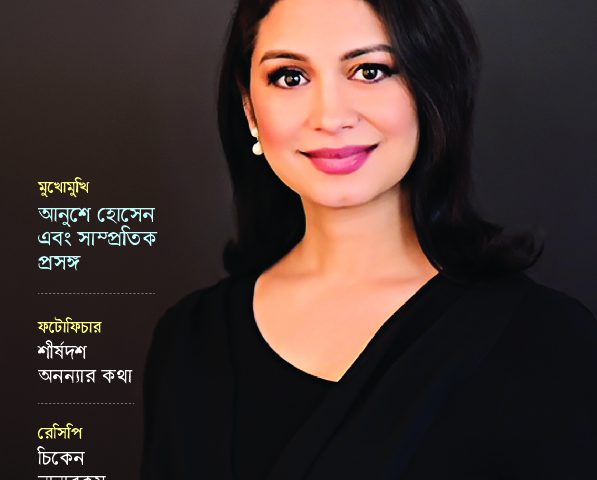 মুখোমুখি
আনুশে হোসেন
এবং সাম্প্রতিক
প্রসঙ্গ
ফটোফিচার
শীর্ষদশ
অনন্যার কথা
রেসিপি
চিকেন